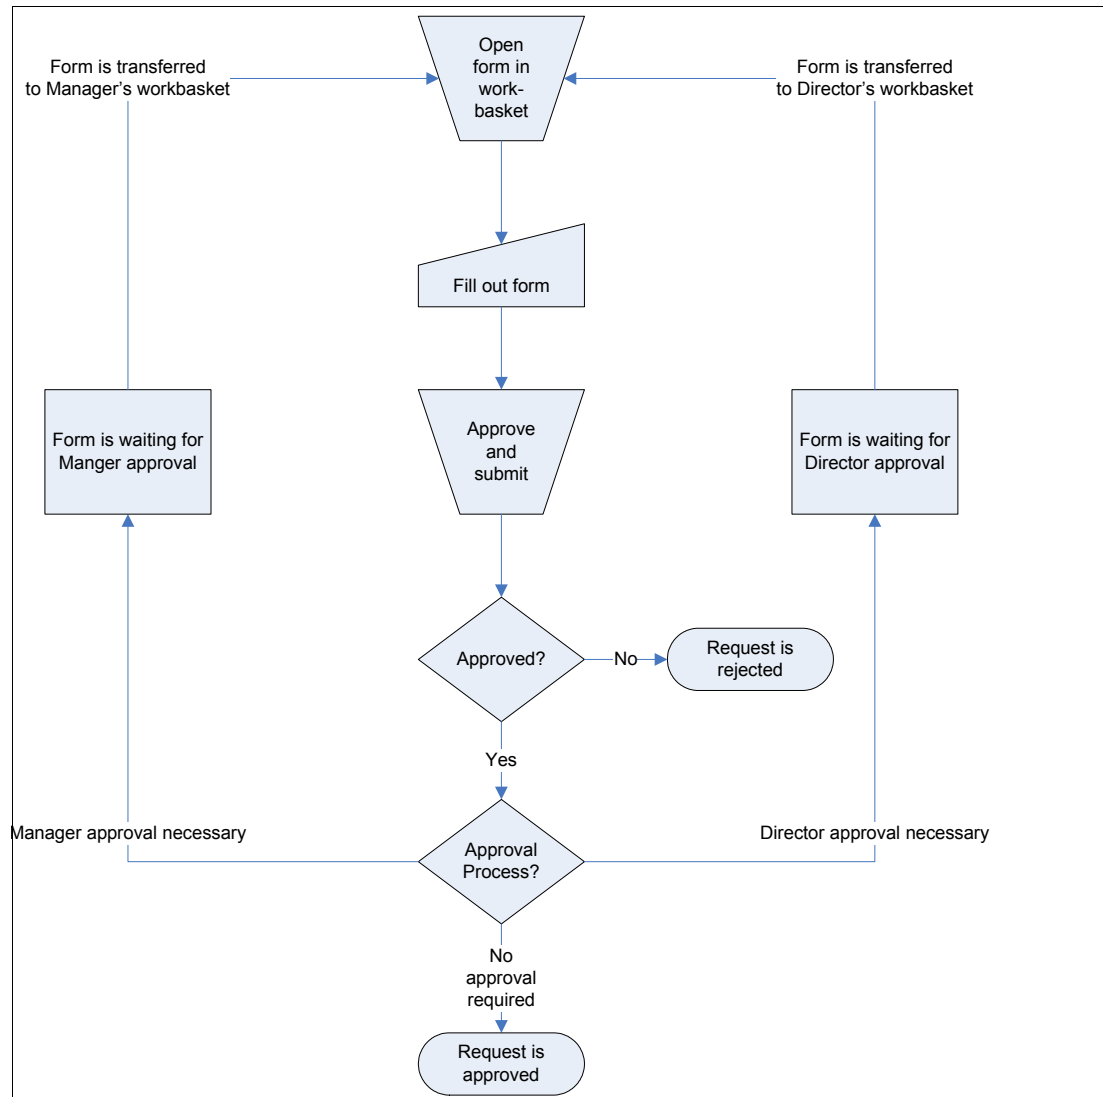 Open
form in
work-
basket
Form is transferred
to Manager's workbasket
Form is transferred
to Director's workbasket
Fill out form
Form is waiting for
Manger approval
Approve
and
submit
Form is waiting for
Director approval
Approved?
No
Request is
rejected
Yes
Manager approval necessary
Director approval necessary
Approval
Process?
No
approval
required
Request is
approved